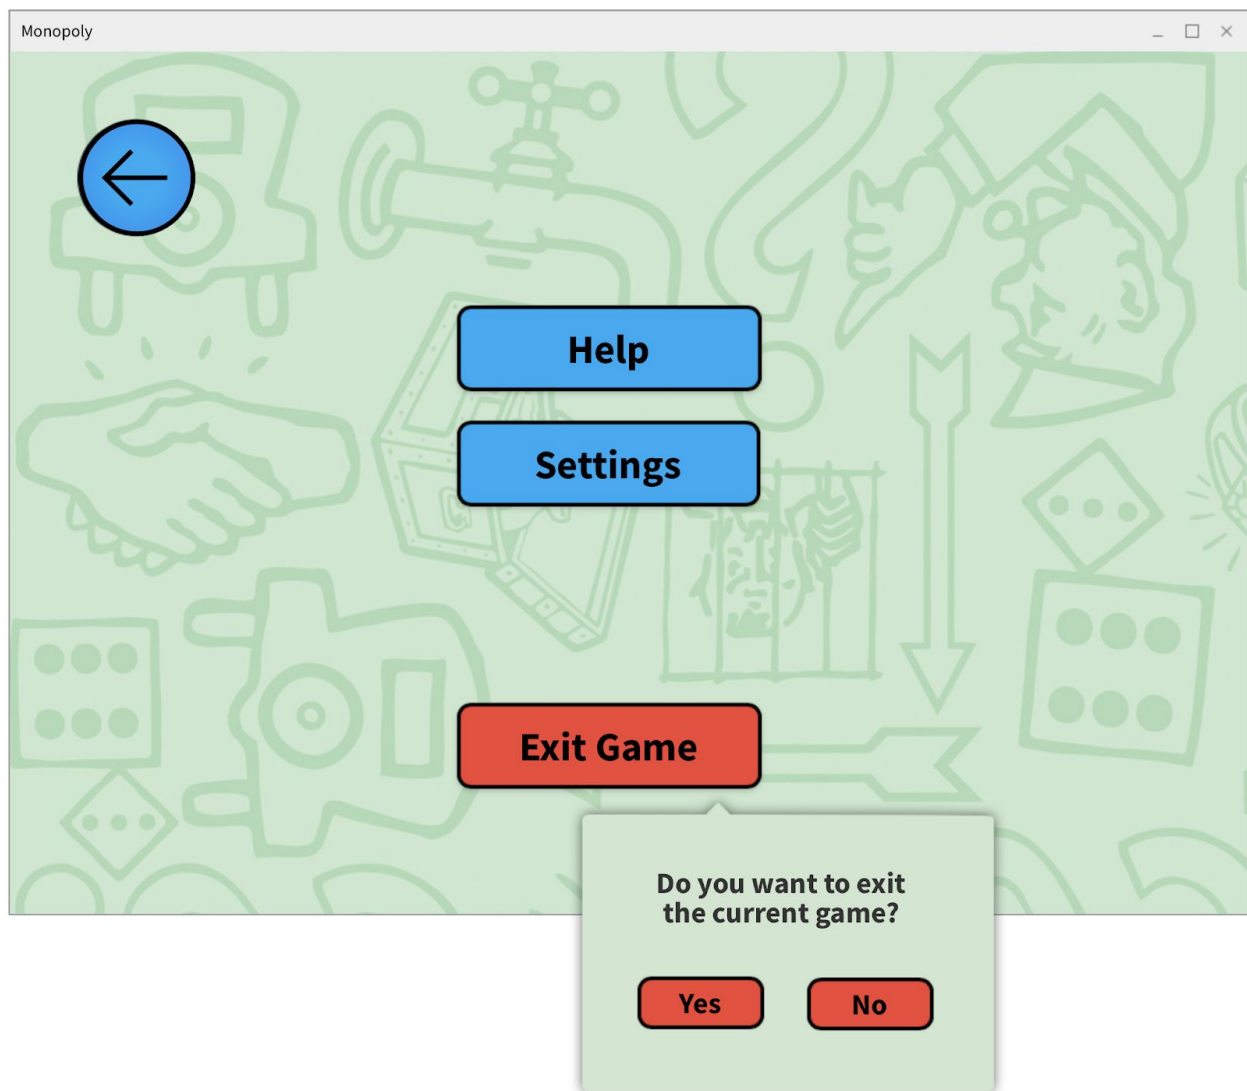 Monopoly
Help
Settings
Exit Game
Do you want to exit
the current game?
Yes
No